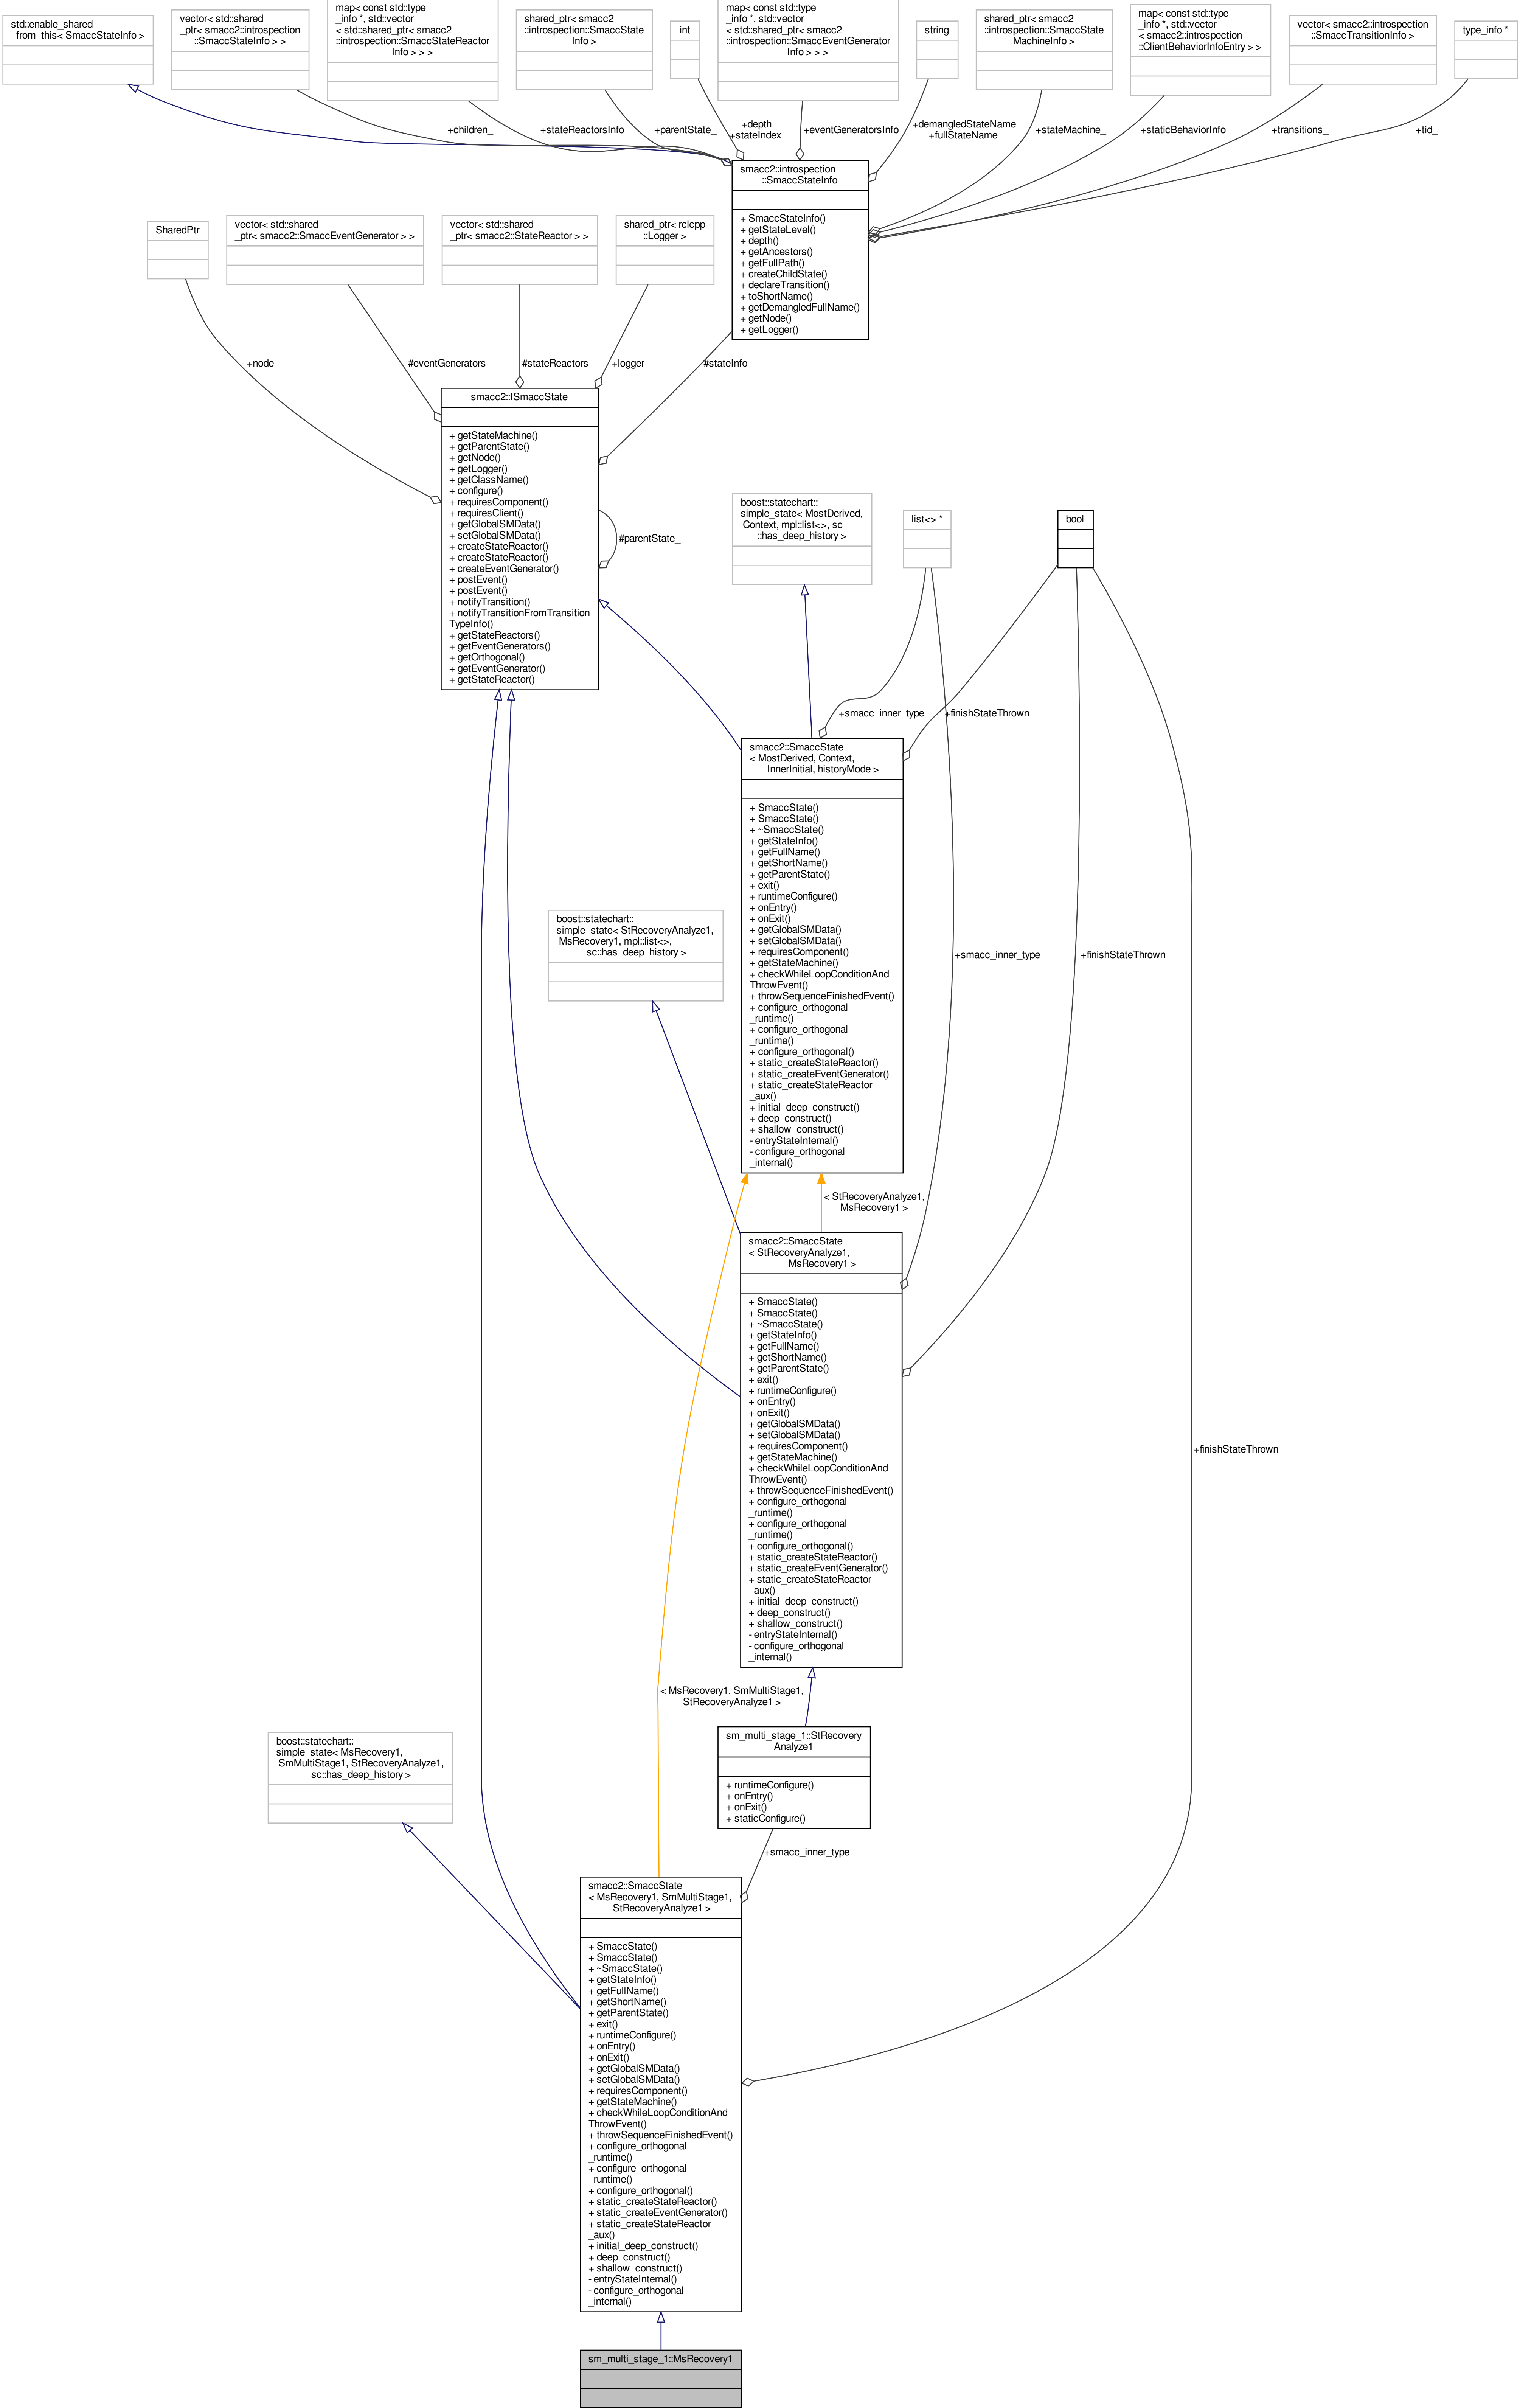 std::enable_shared
_from_this< SmaccStateInfo >
vector< std::shared
_ptr< smacc2::introspection
::SmaccStateInfo > >
map< const std::type
_info *, std::vector
< std::shared_ptr< smacc2
::introspection::SmaccStateReactor
Info > > >
shared_ptr< smacc2
::introspection::SmaccState
Info >
int
map< const std::type
_info *, std::vector
< std::shared_ptr< smacc2
::introspection::SmaccEventGenerator
Info > > >
string
shared_ptr< smacc2
::introspection::SmaccState
MachineInfo >
map< const std::type
_info *, std::vector
< smacc2::introspection
::ClientBehaviorInfoEntry > >
vector< smacc2::introspection
::SmaccTransitionInfo >
type_info *
+children_
+stateReactorsInfo
+parentState_
+depth_
+stateIndex_
+eventGeneratorsInfo
+demangledStateName
+fullStateName
+stateMachine_
+staticBehaviorInfo
+transitions_
+tid_
smacc2::introspection
::SmaccStateInfo
+ SmaccStateInfo()
+ getStateLevel()
+ depth()
+ getAncestors()
+ getFullPath()
+ createChildState()
+ declareTransition()
+ toShortName()
+ getDemangledFullName()
+ getNode()
+ getLogger()
SharedPtr
vector< std::shared
_ptr< smacc2::SmaccEventGenerator > >
vector< std::shared
_ptr< smacc2::StateReactor > >
shared_ptr< rclcpp
::Logger >
+node_
#eventGenerators_
#stateReactors_
+logger_
#stateInfo_
smacc2::ISmaccState
+ getStateMachine()
+ getParentState()
+ getNode()
+ getLogger()
+ getClassName()
+ configure()
+ requiresComponent()
+ requiresClient()
+ getGlobalSMData()
+ setGlobalSMData()
+ createStateReactor()
+ createStateReactor()
+ createEventGenerator()
+ postEvent()
+ postEvent()
+ notifyTransition()
+ notifyTransitionFromTransition
TypeInfo()
+ getStateReactors()
+ getEventGenerators()
+ getOrthogonal()
+ getEventGenerator()
+ getStateReactor()
#parentState_
boost::statechart::
simple_state< MostDerived,
Context, mpl::list<>, sc
::has_deep_history >
list<> *
bool
+smacc_inner_type
+finishStateThrown
smacc2::SmaccState
< MostDerived, Context,
InnerInitial, historyMode >
+ SmaccState()
+ SmaccState()
+ ~SmaccState()
+ getStateInfo()
+ getFullName()
+ getShortName()
+ getParentState()
+ exit()
+ runtimeConfigure()
+ onEntry()
+ onExit()
+ getGlobalSMData()
+ setGlobalSMData()
+ requiresComponent()
+ getStateMachine()
+ checkWhileLoopConditionAnd
ThrowEvent()
+ throwSequenceFinishedEvent()
+ configure_orthogonal
_runtime()
+ configure_orthogonal
_runtime()
+ configure_orthogonal()
+ static_createStateReactor()
+ static_createEventGenerator()
+ static_createStateReactor
_aux()
+ initial_deep_construct()
+ deep_construct()
+ shallow_construct()
- entryStateInternal()
- configure_orthogonal
_internal()
boost::statechart::
simple_state< StRecoveryAnalyze1,
MsRecovery1, mpl::list<>,
sc::has_deep_history >
+smacc_inner_type
+finishStateThrown
< StRecoveryAnalyze1,
MsRecovery1 >
smacc2::SmaccState
< StRecoveryAnalyze1,
MsRecovery1 >
+ SmaccState()
+ SmaccState()
+ ~SmaccState()
+ getStateInfo()
+ getFullName()
+ getShortName()
+ getParentState()
+ exit()
+ runtimeConfigure()
+ onEntry()
+ onExit()
+ getGlobalSMData()
+ setGlobalSMData()
+ requiresComponent()
+ getStateMachine()
+ checkWhileLoopConditionAnd
ThrowEvent()
+ throwSequenceFinishedEvent()
+ configure_orthogonal
_runtime()
+ configure_orthogonal
_runtime()
+ configure_orthogonal()
+ static_createStateReactor()
+ static_createEventGenerator()
+ static_createStateReactor
_aux()
+ initial_deep_construct()
+ deep_construct()
+ shallow_construct()
- entryStateInternal()
- configure_orthogonal
_internal()
+finishStateThrown
< MsRecovery1, SmMultiStage1,
StRecoveryAnalyze1 >
boost::statechart::
simple_state< MsRecovery1,
SmMultiStage1, StRecoveryAnalyze1,
sc::has_deep_history >
sm_multi_stage_1::StRecovery
Analyze1
+ runtimeConfigure()
+ onEntry()
+ onExit()
+ staticConfigure()
+smacc_inner_type
smacc2::SmaccState
< MsRecovery1, SmMultiStage1,
StRecoveryAnalyze1 >
+ SmaccState()
+ SmaccState()
+ ~SmaccState()
+ getStateInfo()
+ getFullName()
+ getShortName()
+ getParentState()
+ exit()
+ runtimeConfigure()
+ onEntry()
+ onExit()
+ getGlobalSMData()
+ setGlobalSMData()
+ requiresComponent()
+ getStateMachine()
+ checkWhileLoopConditionAnd
ThrowEvent()
+ throwSequenceFinishedEvent()
+ configure_orthogonal
_runtime()
+ configure_orthogonal
_runtime()
+ configure_orthogonal()
+ static_createStateReactor()
+ static_createEventGenerator()
+ static_createStateReactor
_aux()
+ initial_deep_construct()
+ deep_construct()
+ shallow_construct()
- entryStateInternal()
- configure_orthogonal
_internal()
sm_multi_stage_1::MsRecovery1